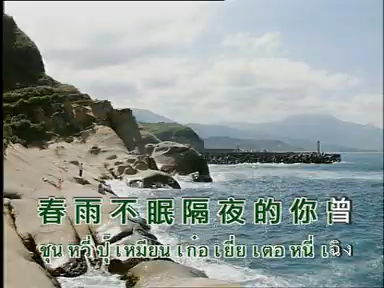 春雨不眠隔夜的你曾
ชุน หวี่ ปู้ เหมียน เก๋อ เยี่ย เตอ หนี่ เฉิง